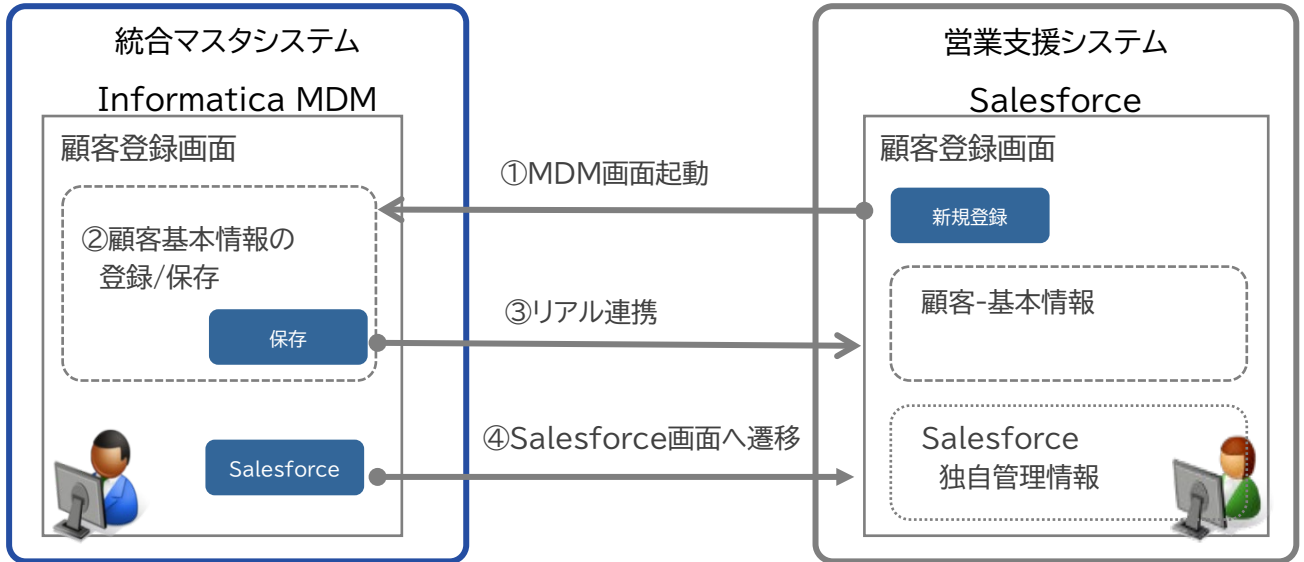 統合マスタシステム
Informatica MDM
顧客登録画面
②顧客基本情報の
登録/保存
保存
Salesforce
①MDM画面起動
③リアル連携
④Salesforce画面へ遷移
営業支援システム
Salesforce
顧客登録画面
新規登録
顧客-基本情報
Salesforce
独自管理情報